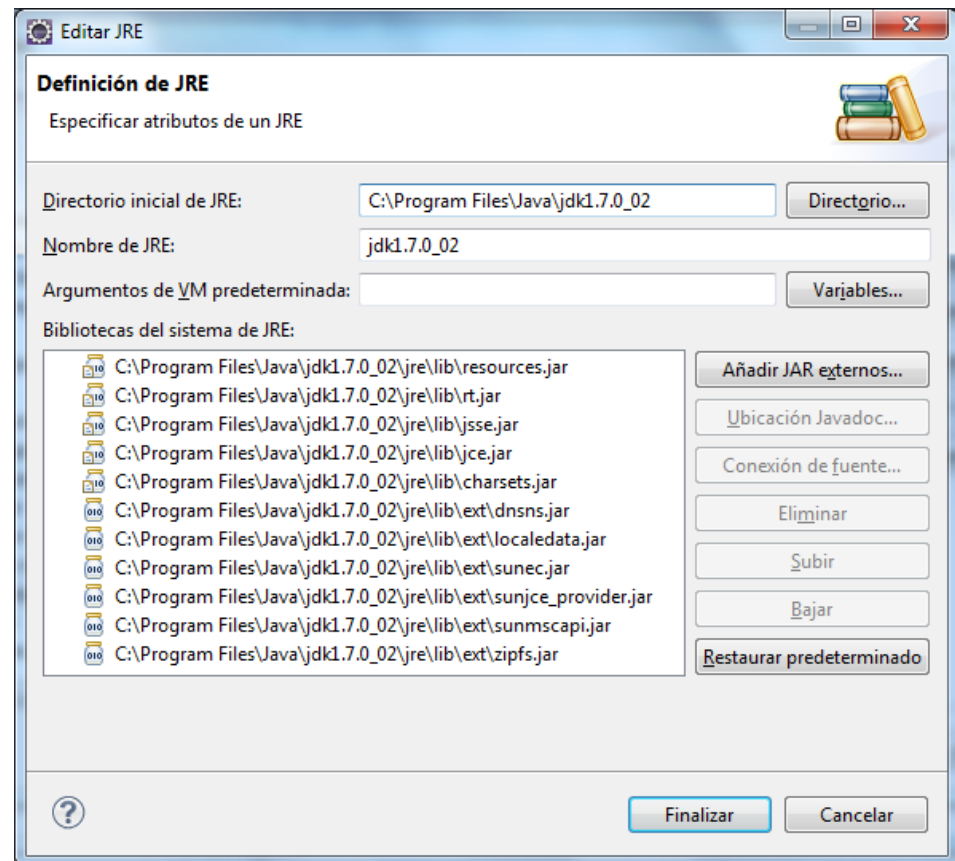 Editar JRE
Definición de JRE
Especificar atributos de un JRE
Directorio inicial de JRE: C:\Program Files\Java\jdk1.7.0_02 Directorio...
Nombre de JRE: jdk1.7.0_02
Argumentos de VM predeterminada: Variables...
Bibliotecas del sistema de JRE:
C:\Program Files\Java\jdk1.7.0_02\jre\lib\resources.jar
C:\Program Files\Java\jdk1.7.0_02\jre\lib\rt.jar
C:\Program Files\Java\jdk1.7.0_02\jre\lib\jsse.jar
C:\Program Files\Java\jdk1.7.0_02\jre\lib\jce.jar
C:\Program Files\Java\jdk1.7.0_02\jre\lib\charsets.jar
C:\Program Files\Java\jdk1.7.0_02\jre\lib\ext\dnsns.jar
C:\Program Files\Java\jdk1.7.0_02\jre\lib\ext\localedata.jar
C:\Program Files\Java\jdk1.7.0_02\jre\lib\ext\sunec.jar
C:\Program Files\Java\jdk1.7.0_02\jre\lib\ext\sunjce_provider.jar
C:\Program Files\Java\jdk1.7.0_02\jre\lib\ext\sunmscapi.jar
C:\Program Files\Java\jdk1.7.0_02\jre\lib\ext\zipfs.jar
Añadir JAR externos...
Ubicación Javadoc...
Conexión de fuente...
Eliminar
Subir
Bajar
Restaurar predeterminado
? Finalizar Cancelar